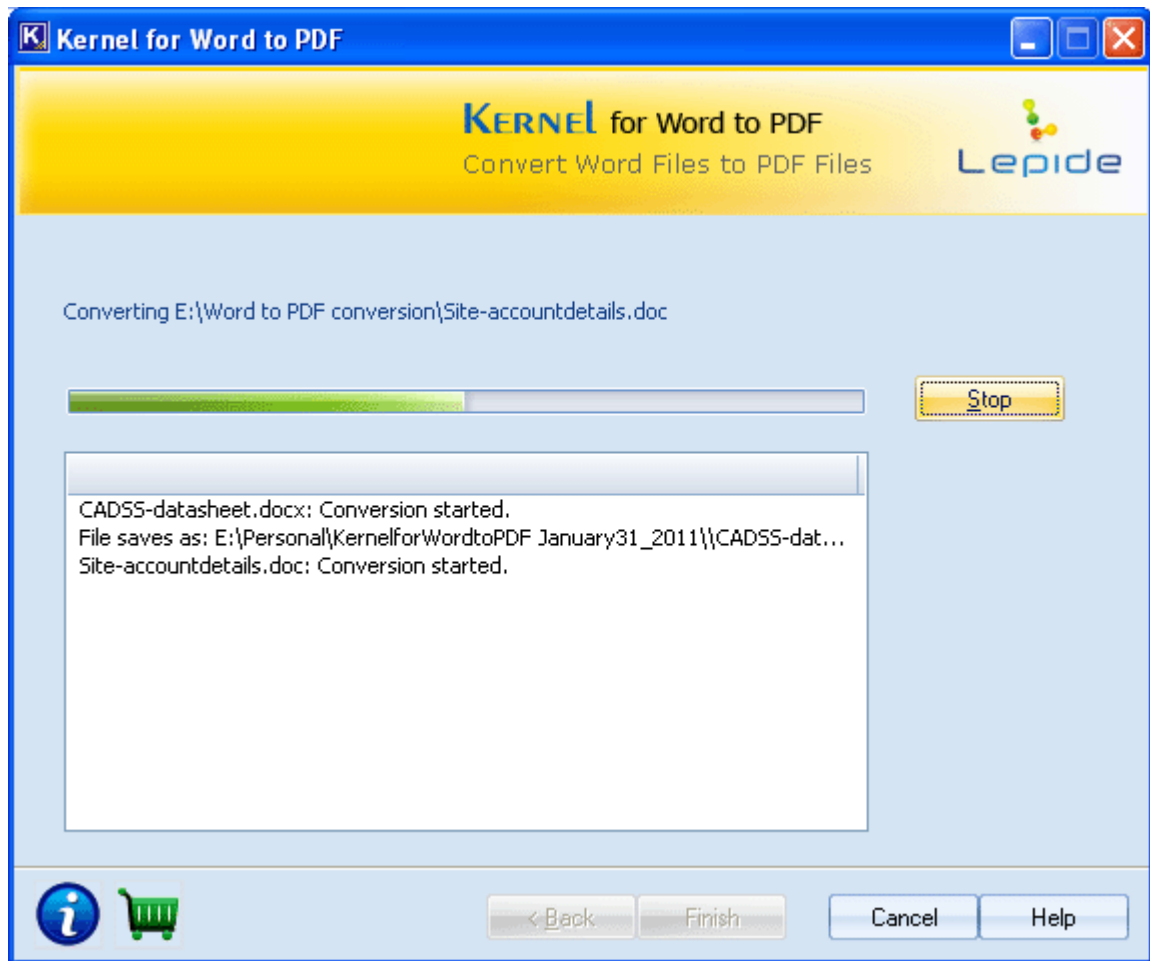 Kernel for Word to PDF
KERNEL for Word to PDF
Convert Word Files to PDF Files
Lepide
Converting E:\Word to PDF conversion\Site-accountdetails.doc
Stop
CADSS-datasheet.docx: Conversion started.
File saves as: E:\Personal\KernelforWordtoPDF January31_2011\\CADSS-dat...
Site-accountdetails.doc: Conversion started.
< Back Finish Cancel Help